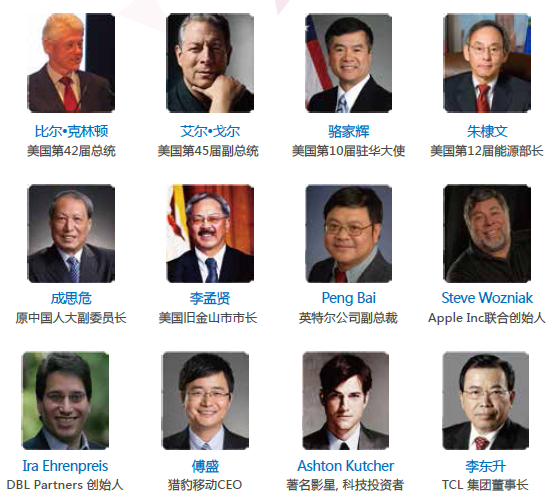 比尔•克林顿
美国第42届总统
艾尔•戈尔
美国第45届副总统
骆家辉
美国第10届驻华大使
朱棣文
美国第12届能源部长
成思危
原中国人大副委员长
李孟贤
美国旧金山市市长
Peng Bai
英特尔公司副总裁
Steve Wozniak
Apple Inc联合创始人
Ira Ehrenpreis
DBL Partners 创始人
傅盛
猎豹移动CEO
Ashton Kutcher
著名影星, 科技投资者
李东升
TCL 集团董事长